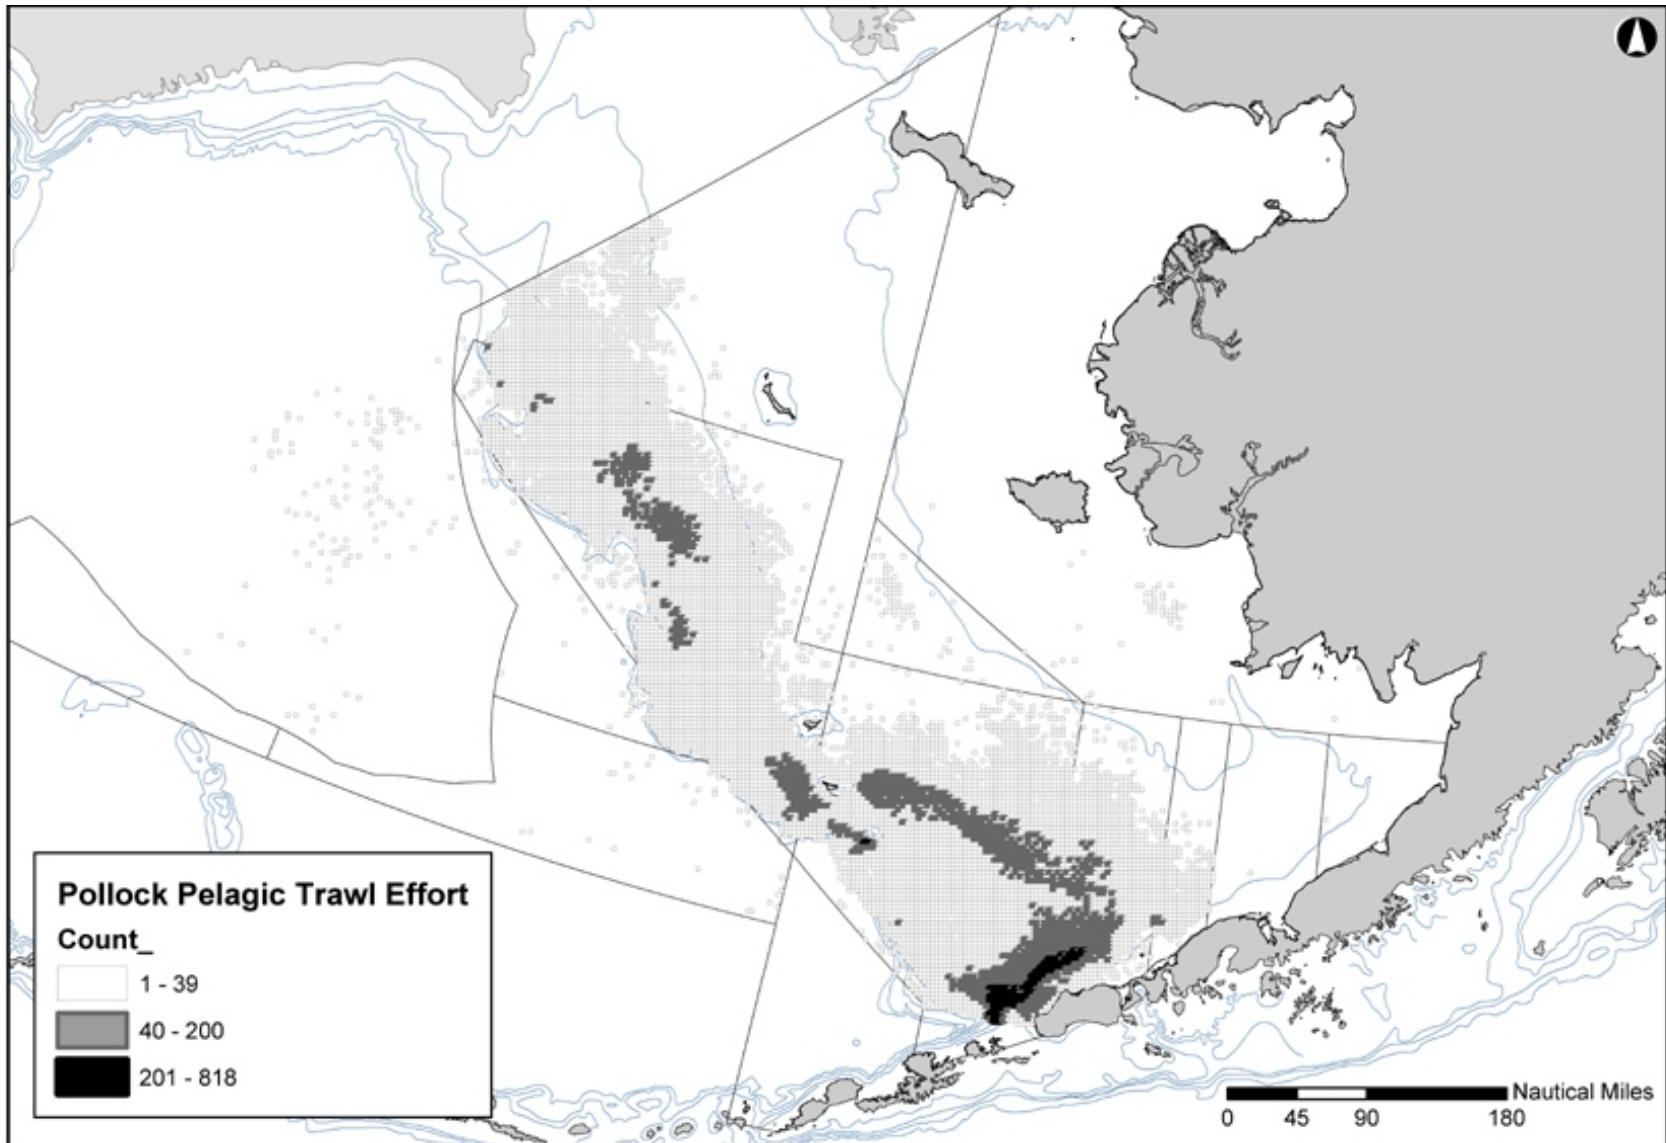 Pollock Pelagic Trawl Effort
Count_
1 - 39
40 - 200
201 - 818
Nautical Miles
0 45 90 180